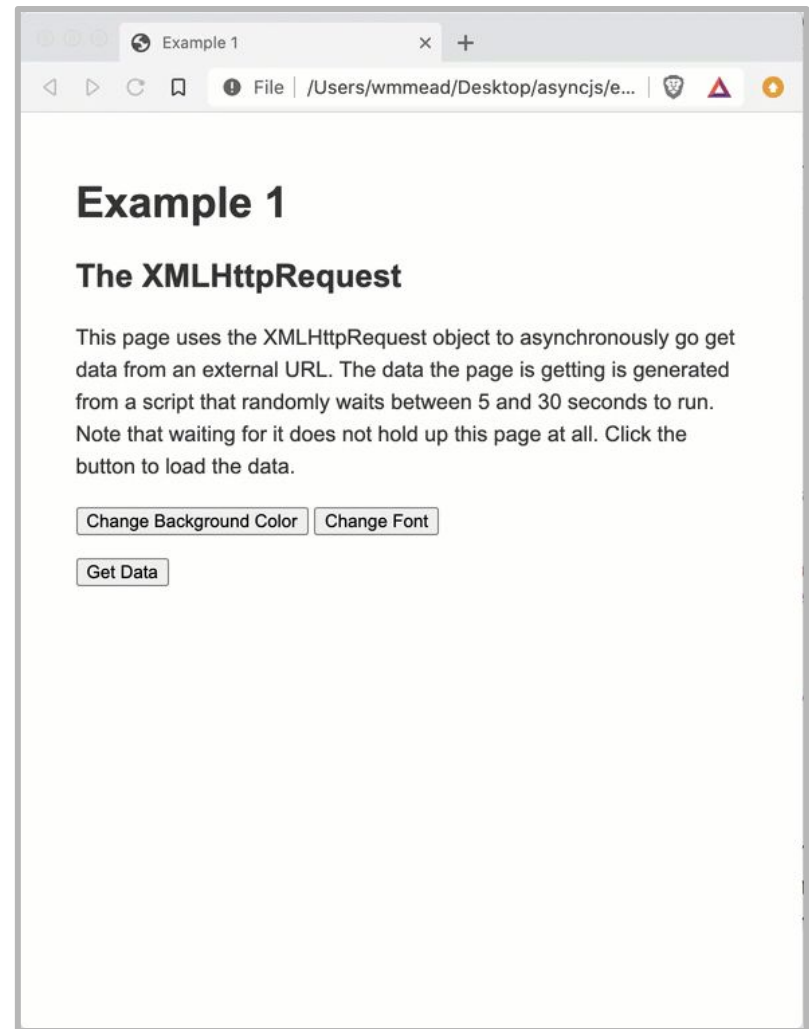 Example 1
File /Users/wmmead/Desktop/asyncjs/e...
Example 1
The XMLHttpRequest
This page uses the XMLHttpRequest object to asynchronously go get
data from an external URL. The data the page is getting is generated
from a script that randomly waits between 5 and 30 seconds to run.
Note that waiting for it does not hold up this page at all. Click the
button to load the data.
Change Background Color Change Font
Get Data